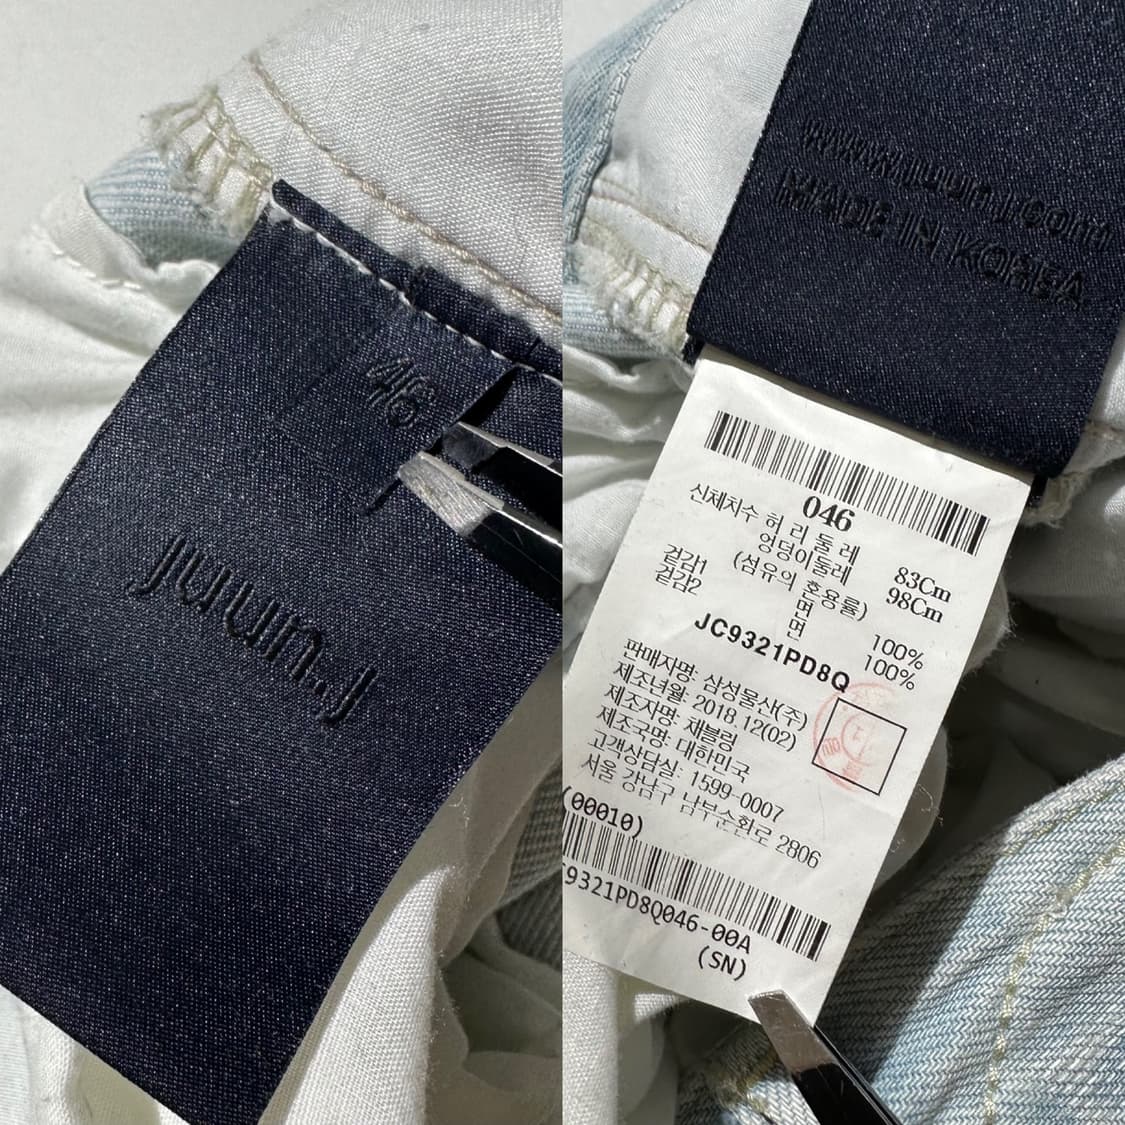 46
Juun.J
www.juunj.com
MADE IN KOREA
046
신체치수 허 리 둘 레 83Cm
엉덩이둘레 98Cm
(섬유의 혼용률)
겉감1 면 100%
겉감2 면 100%
JC9321PD8Q
판매자명: 삼성물산(주)
제조년월: 2018.12(02)
제조자명: 채블링
제조국명: 대한민국
고객상담실: 1599-0007
서울 강남구 남부순환로 2806
(00010)
C9321PD8Q046-00A
(SN)